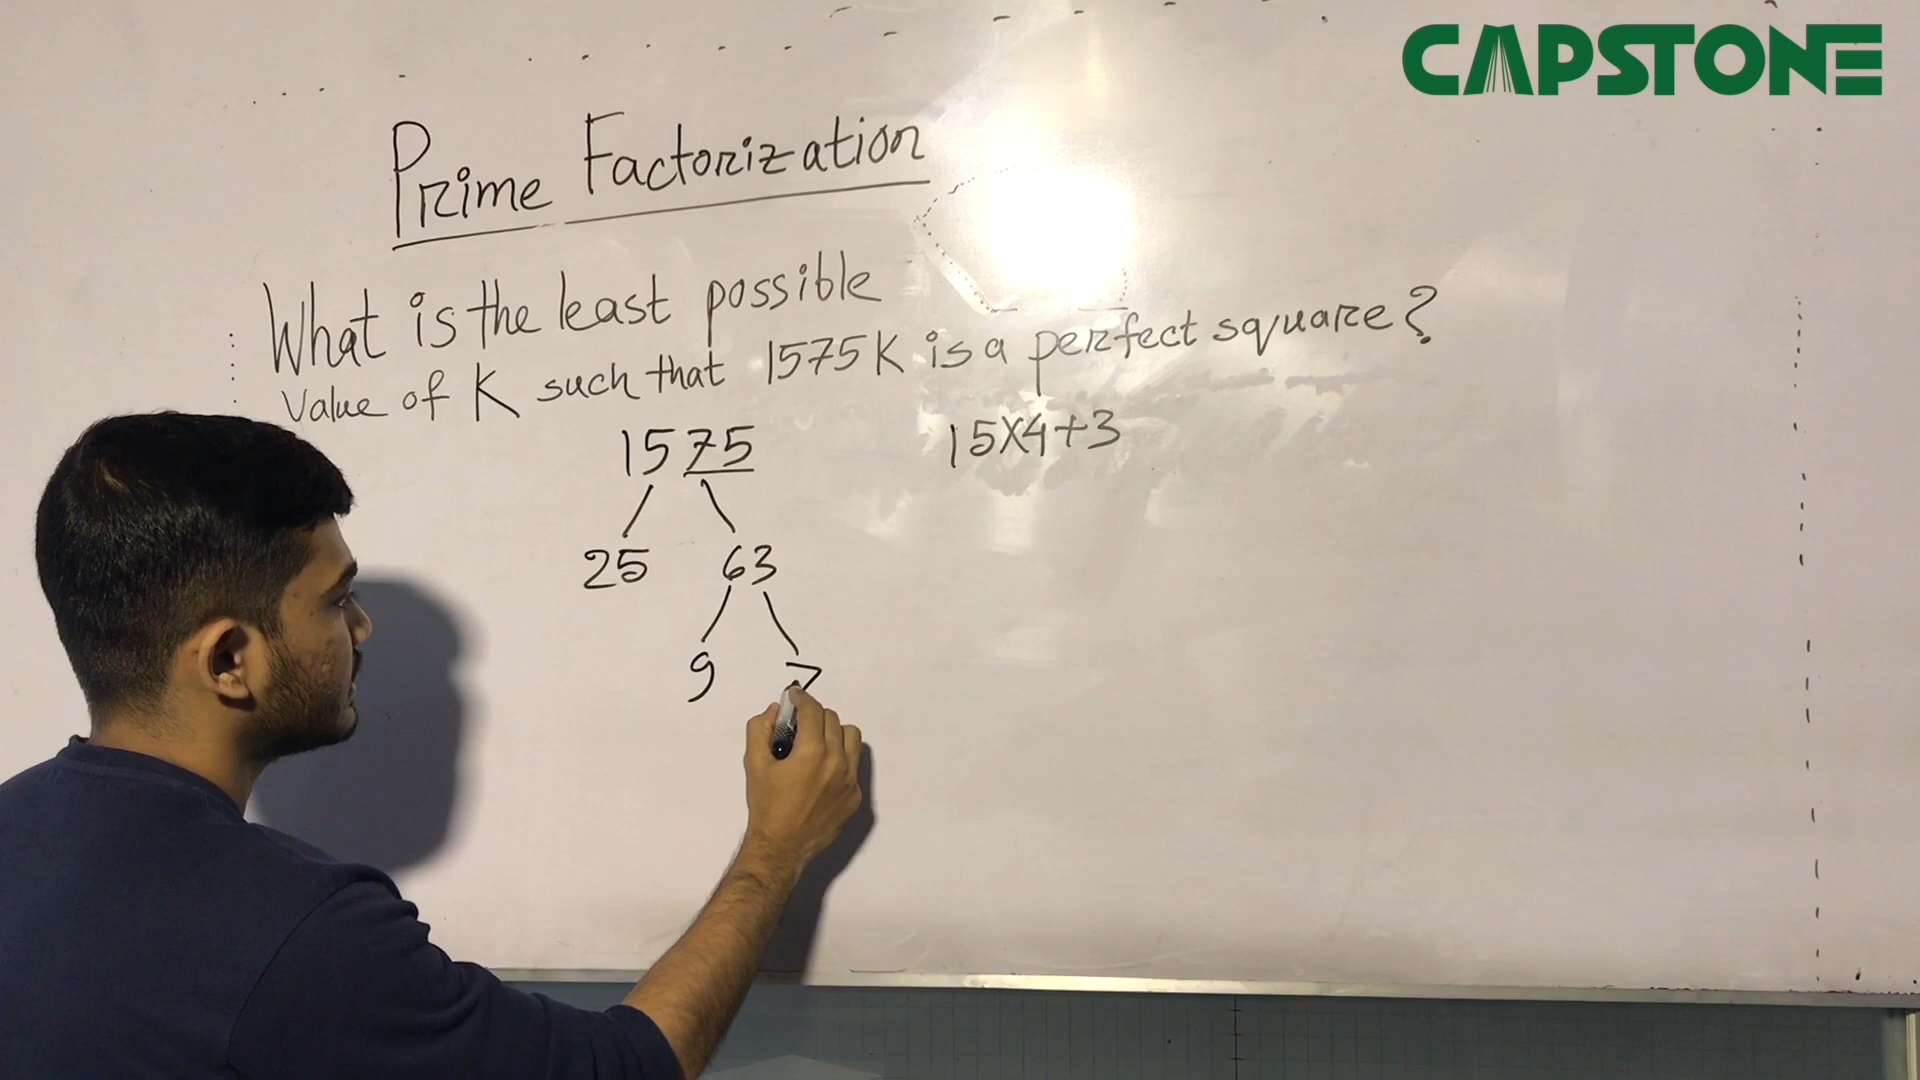 CAPSTONE
Prime Factorization
What is the least possible
Value of K such that 1575K is a perfect square?
1575
15x4+3
25 63
9 7